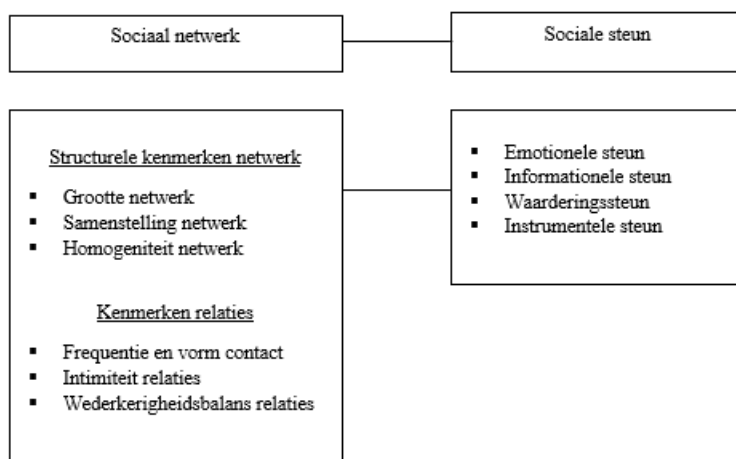 Sociaal netwerk
Sociale steun
Structurele kenmerken netwerk
▪ Grootte netwerk
▪ Samenstelling netwerk
▪ Homogeniteit netwerk
Kenmerken relaties
▪ Frequentie en vorm contact
▪ Intimiteit relaties
▪ Wederkerigheidsbalans relaties
▪ Emotionele steun
▪ Informationele steun
▪ Waarderingssteun
▪ Instrumentele steun